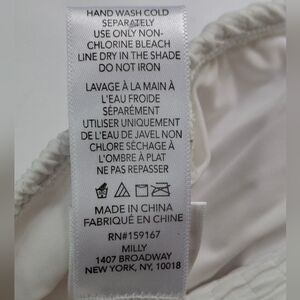 HAND WASH COLD
SEPARATELY
USE ONLY NON-
CHLORINE BLEACH
LINE DRY IN THE SHADE
DO NOT IRON
LAVAGE À LA MAIN À
L'EAU FROIDE
SÉPARÉMENT
UTILISER UNIQUEMENT
DE L'EAU DE JAVEL NON
CHLORE SÉCHAGE À
L'OMBRE A PLAT
NE PAS REPASSER
MADE IN CHINA
FABRIQUÉ EN CHINE
RN#159167
MILLY
1407 BROADWAY
NEW YORK, NY, 10018